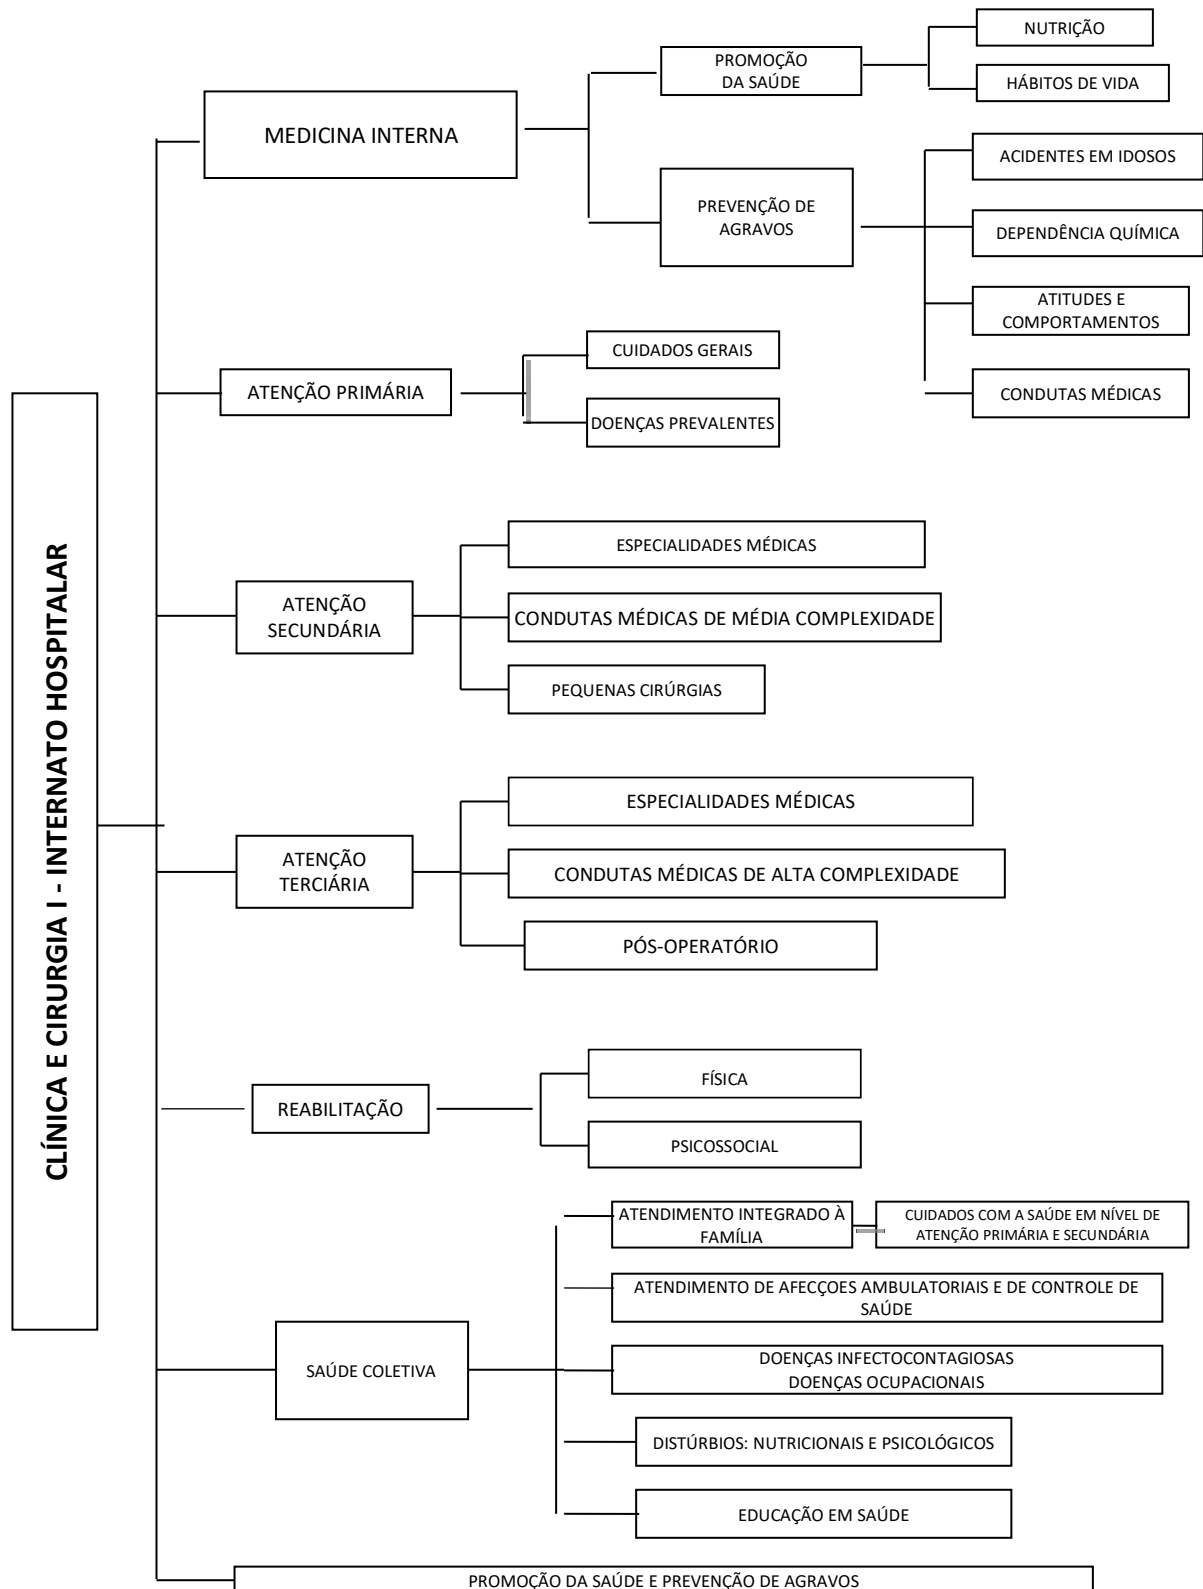 CLÍNICA E CIRURGIA I - INTERNATO HOSPITALAR
MEDICINA INTERNA
PROMOÇÃO
DA SAÚDE
NUTRIÇÃO
HÁBITOS DE VIDA
PREVENÇÃO DE
AGRAVOS
ACIDENTES EM IDOSOS
DEPENDÊNCIA QUÍMICA
ATITUDES E
COMPORTAMENTOS
CONDUTAS MÉDICAS
ATENÇÃO PRIMÁRIA
CUIDADOS GERAIS
DOENÇAS PREVALENTES
ATENÇÃO
SECUNDÁRIA
ESPECIALIDADES MÉDICAS
CONDUTAS MÉDICAS DE MÉDIA COMPLEXIDADE
PEQUENAS CIRÚRGIAS
ATENÇÃO
TERCIÁRIA
ESPECIALIDADES MÉDICAS
CONDUTAS MÉDICAS DE ALTA COMPLEXIDADE
PÓS-OPERATÓRIO
REABILITAÇÃO
FÍSICA
PSICOSSOCIAL
SAÚDE COLETIVA
ATENDIMENTO INTEGRADO À
FAMÍLIA
CUIDADOS COM A SAÚDE EM NÍVEL DE
ATENÇÃO PRIMÁRIA E SECUNDÁRIA
ATENDIMENTO DE AFECÇOES AMBULATORIAIS E DE CONTROLE DE
SAÚDE
DOENÇAS INFECTOCONTAGIOSAS
DOENÇAS OCUPACIONAIS
DISTÚRBIOS: NUTRICIONAIS E PSICOLÓGICOS
EDUCAÇÃO EM SAÚDE
PROMOÇÃO DA SAÚDE E PREVENÇÃO DE AGRAVOS